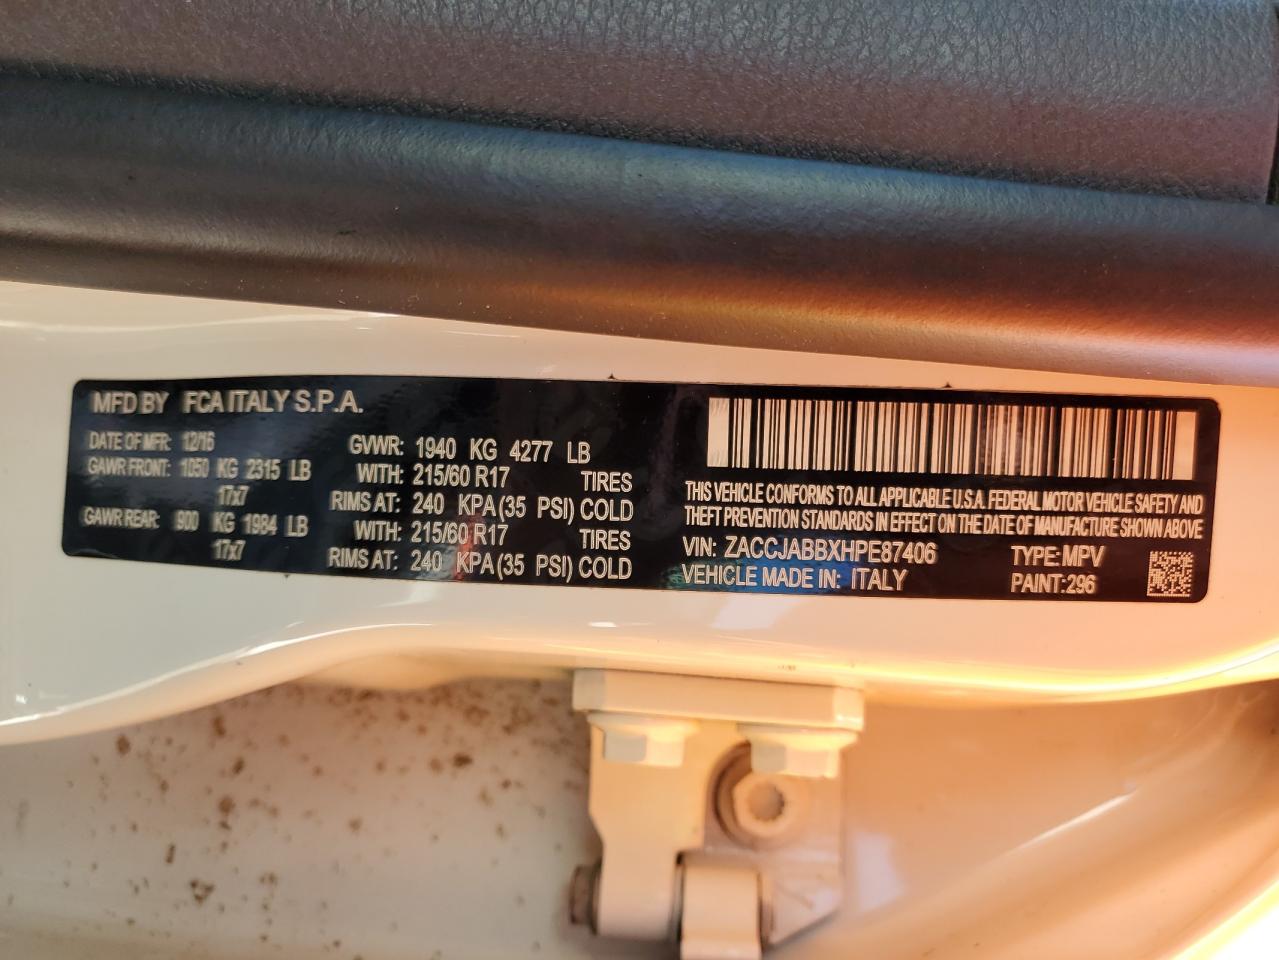 MFD BY FCA ITALY S.P.A.
DATE OF MFR: 12/16 GVWR: 1940 KG 4277 LB
GAWR FRONT: 1050 KG 2315 LB WITH: 215/60 R17 TIRES
17x7 RIMS AT: 240 KPA (35 PSI) COLD
GAWR REAR: 900 KG 1984 LB WITH: 215/60 R17 TIRES
17x7 RIMS AT: 240 KPA (35 PSI) COLD
THIS VEHICLE CONFORMS TO ALL APPLICABLE U.S.A. FEDERAL MOTOR VEHICLE SAFETY AND
THEFT PREVENTION STANDARDS IN EFFECT ON THE DATE OF MANUFACTURE SHOWN ABOVE
VIN: ZACCJABBXHPE87406 TYPE: MPV
VEHICLE MADE IN: ITALY PAINT:296